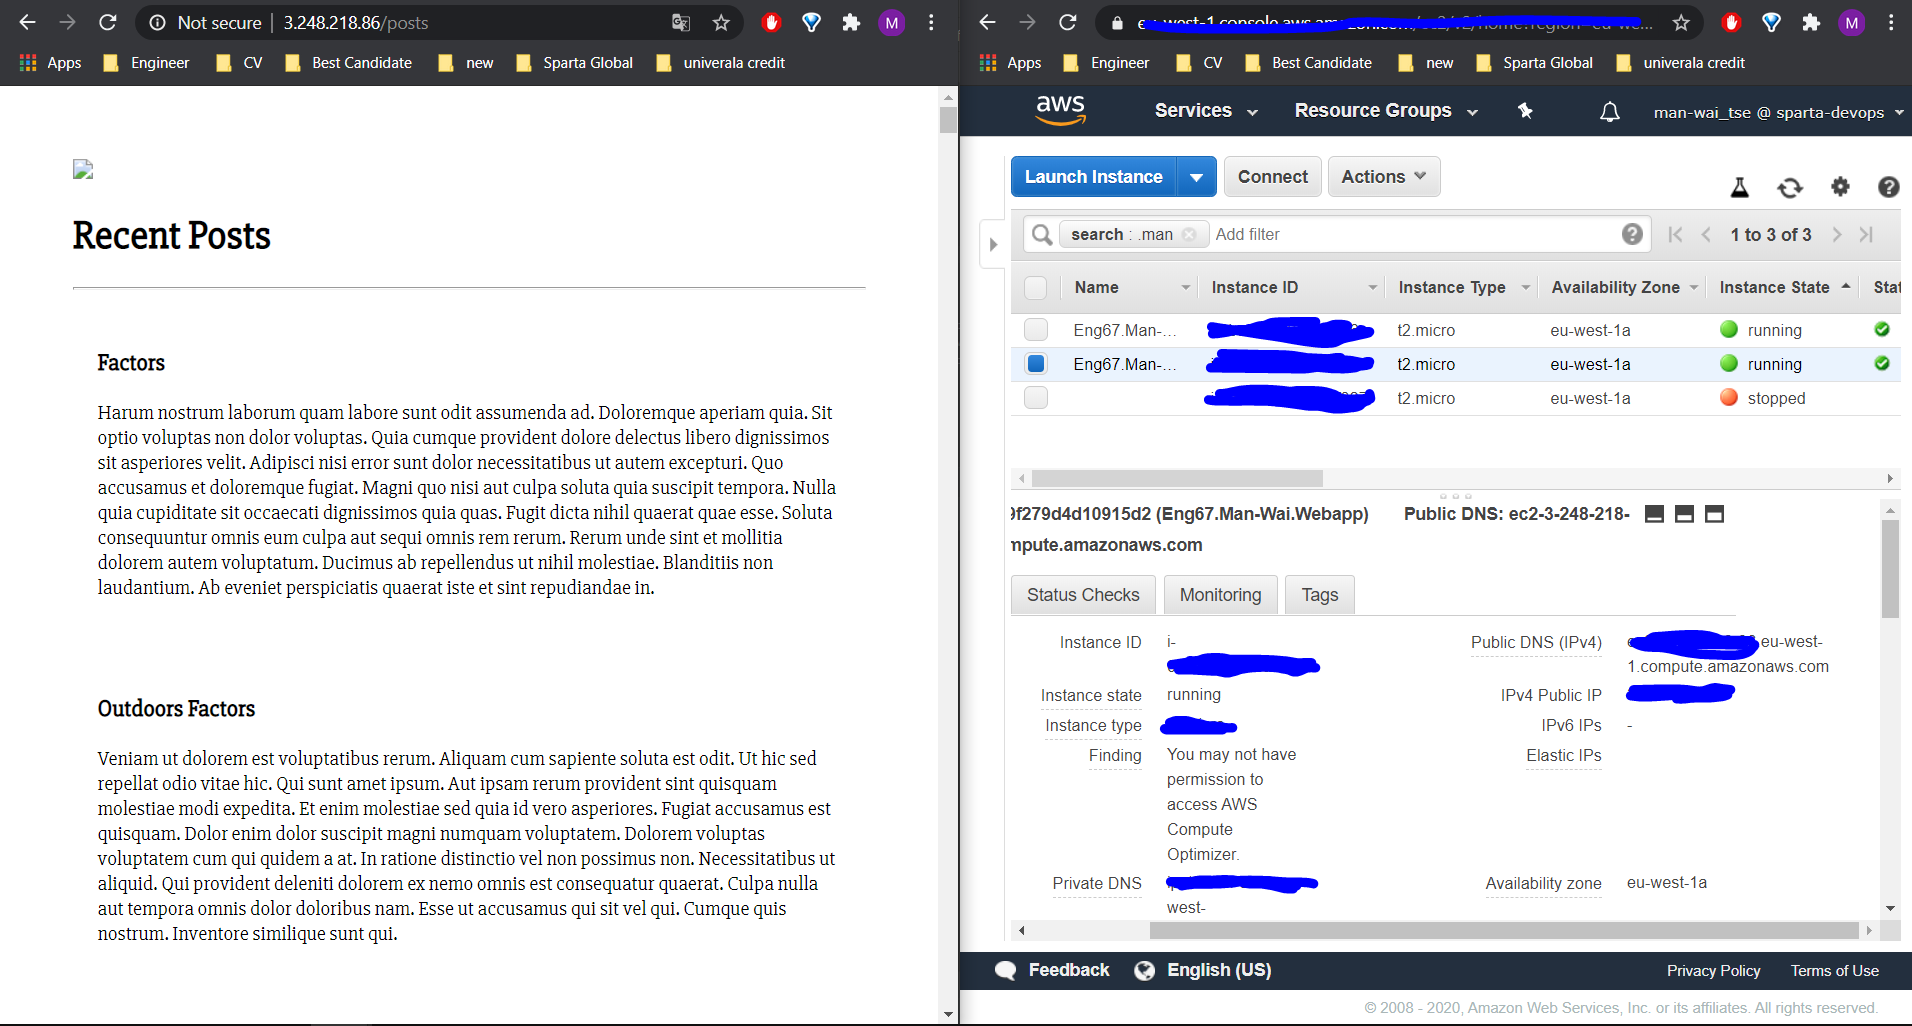 Not secure | 3.248.218.86/posts
M
Apps Engineer CV Best Candidate new Sparta Global univerala credit
Recent Posts
Factors
Harum nostrum laborum quam labore sunt odit assumenda ad. Doloremque aperiam quia. Sit
optio voluptas non dolor voluptas. Quia cumque provident dolore delectus libero dignissimos
sit asperiores velit. Adipisci nisi error sunt dolor necessitatibus ut autem excepturi. Quo
accusamus et doloremque fugiat. Magni quo nisi aut culpa soluta quia suscipit tempora. Nulla
quia cupiditate sit occaecati dignissimos quia quas. Fugit dicta nihil quaerat quae esse. Soluta
consequuntur omnis eum culpa aut sequi omnis rem rerum. Rerum unde sint et mollitia
dolorem autem voluptatum. Ducimus ab repellendus ut nihil molestiae. Blanditiis non
laudantium. Ab eveniet perspiciatis quaerat iste et sint repudiandae in.
Outdoors Factors
Veniam ut dolorem est voluptatibus rerum. Aliquam cum sapiente soluta est odit. Ut hic sed
repellat odio vitae hic. Qui sunt amet ipsum. Aut ipsam rerum provident sint quisquam
molestiae modi expedita. Et enim molestiae sed quia id vero asperiores. Fugiat accusamus est
quisquam. Dolor enim dolor suscipit magni numquam voluptatem. Dolorem voluptas
voluptatem cum qui quidem a at. In ratione distinctio vel non possimus non. Necessitatibus ut
aliquid. Qui provident deleniti dolorem ex nemo omnis est consequatur quaerat. Culpa nulla
aut tempora omnis dolor doloribus nam. Esse ut accusamus qui sit vel qui. Cumque quis
nostrum. Inventore similique sunt qui.
M
Apps Engineer CV Best Candidate new Sparta Global univerala credit
aws Services Resource Groups man-wai_tse @ sparta-devops
Launch Instance Connect Actions
search : .man Add filter 1 to 3 of 3
Name Instance ID Instance Type Availability Zone Instance State Stat
Eng67.Man-... t2.micro eu-west-1a running
Eng67.Man-... t2.micro eu-west-1a running
t2.micro eu-west-1a stopped
9f279d4d10915d2 (Eng67.Man-Wai.Webapp) Public DNS: ec2-3-248-218-
mpute.amazonaws.com
Status Checks Monitoring Tags
Instance ID i-
Public DNS (IPv4) eu-west-
1.compute.amazonaws.com
Instance state running
IPv4 Public IP
Instance type
IPv6 IPs -
Finding You may not have
permission to
access AWS
Compute
Optimizer.
Elastic IPs
Private DNS
west-
Availability zone eu-west-1a
Feedback English (US) Privacy Policy Terms of Use
© 2008 - 2020, Amazon Web Services, Inc. or its affiliates. All rights reserved.